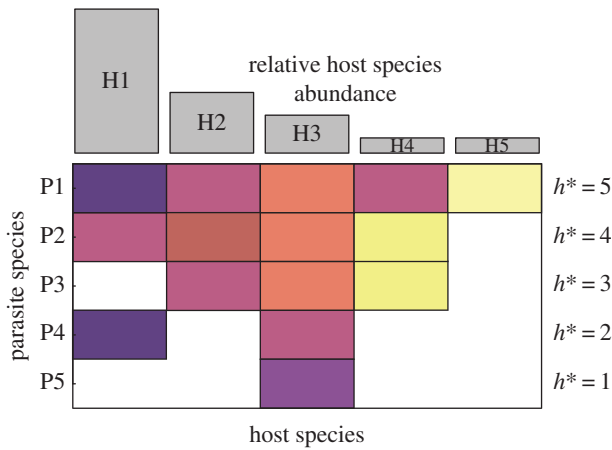 H1
relative host species
abundance
H2
H3
H4
H5
parasite species
P1
h* = 5
P2
h* = 4
P3
h* = 3
P4
h* = 2
P5
h* = 1
host species